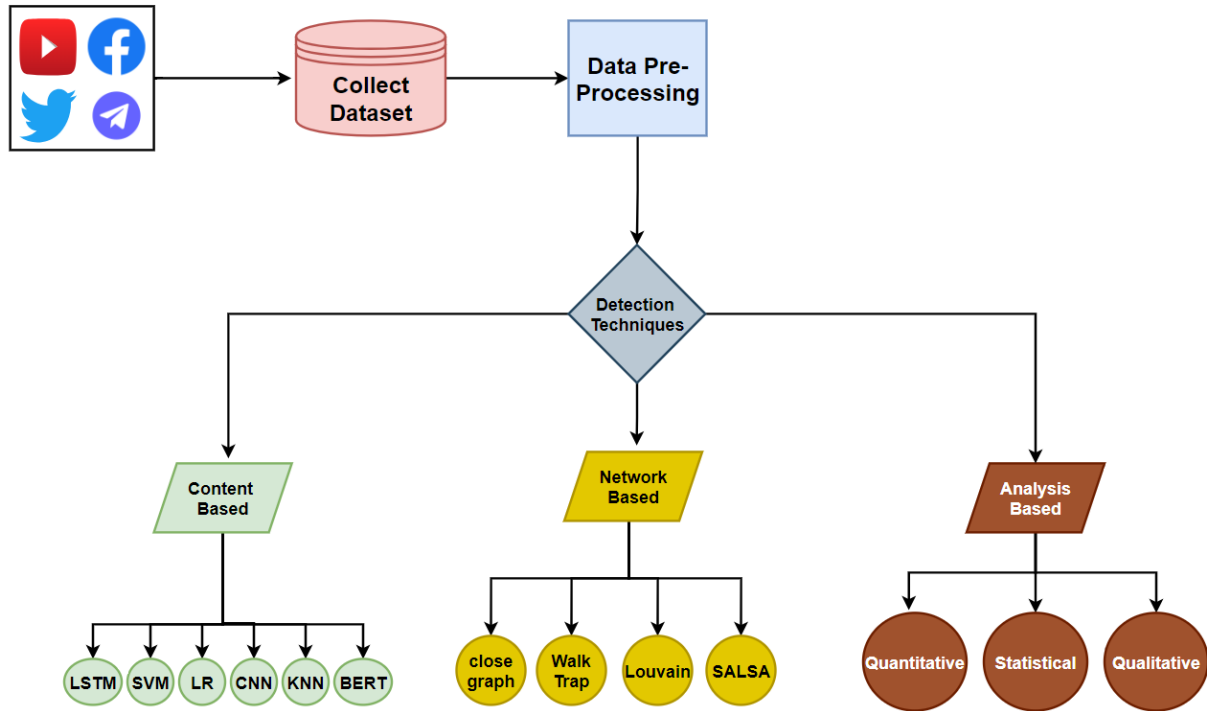 Collect
Dataset
Data Pre-
Processing
Detection
Techniques
Content
Based
Network
Based
Analysis
Based
LSTM
SVM
LR
CNN
KNN
BERT
close
graph
Walk
Trap
Louvain
SALSA
Quantitative
Statistical
Qualitative